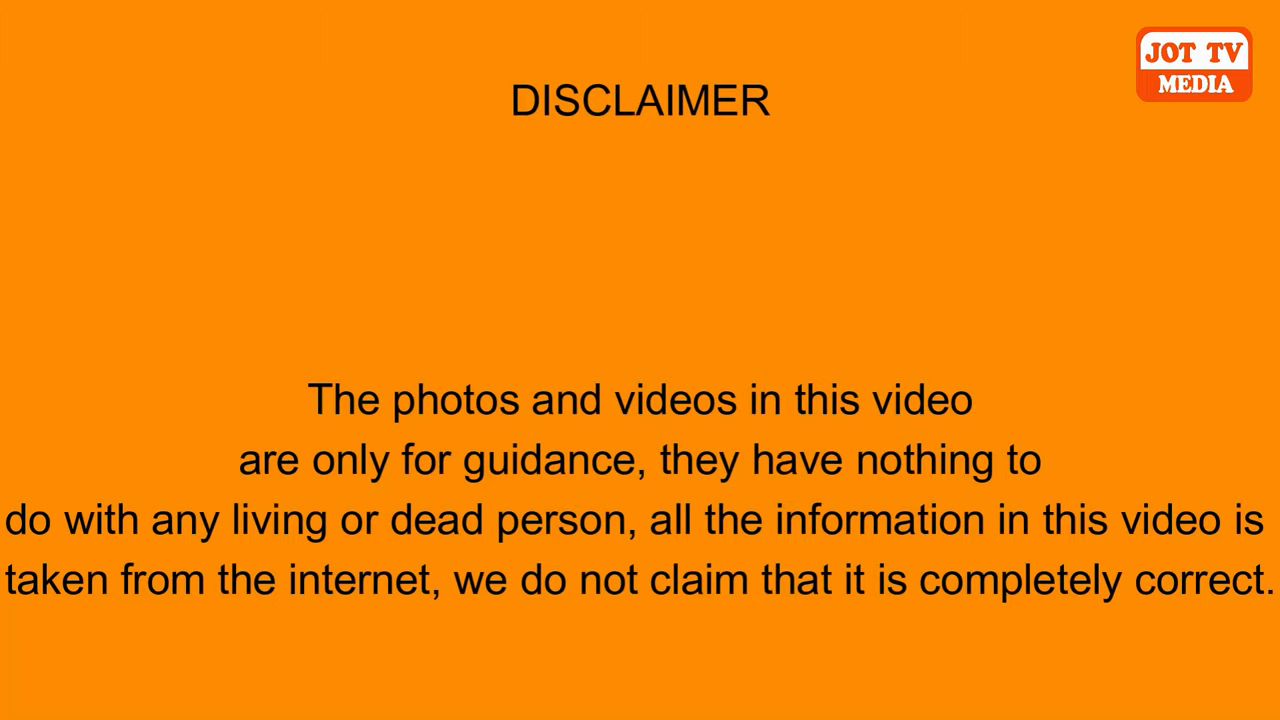 JOT TV
MEDIA
DISCLAIMER
The photos and videos in this video
are only for guidance, they have nothing to
do with any living or dead person, all the information in this video is
taken from the internet, we do not claim that it is completely correct.